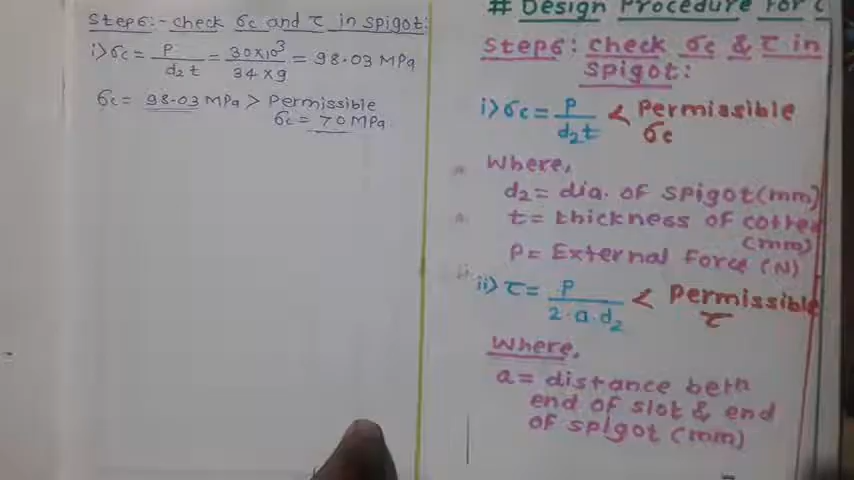 Step6:- check σc and τ in spigot:
i> σc = P / d2 t = 30×10³ / 34×9 = 98.03 MPa
σc = 98.03 MPa > Permissible
σc = 70 MPa.
# Design Procedure For C
Step6: check σc & τ in
spigot:
i> σc = P / d2t < Permissible
σc
Where,
d2 = dia. of spigot (mm)
t = thickness of cotter
(mm)
P = External Force (N)
ii> τ = P / 2·a·d2 < Permissible
τ
Where,
a = distance betn
end of slot & end
of spigot (mm)